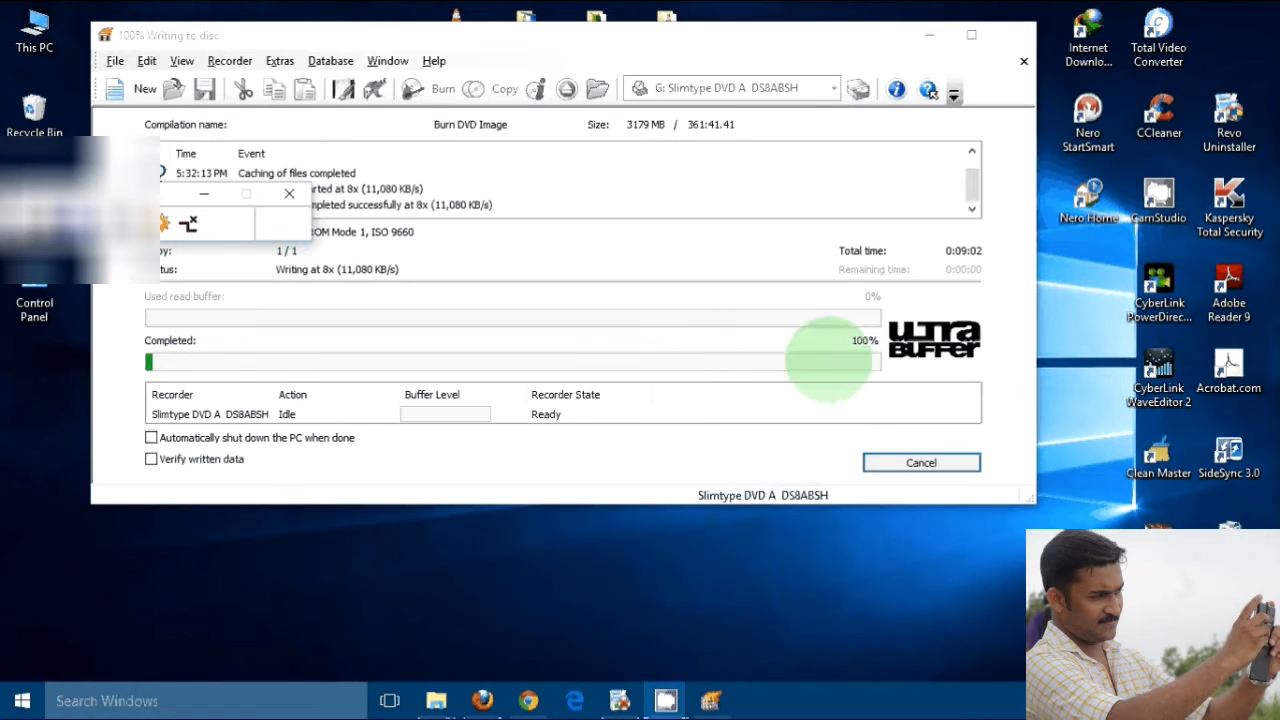 This PC
Recycle Bin
Control
Panel
100% Writing to disc
File Edit View Recorder Extras Database Window Help
New Burn Copy G: Slimtype DVD A DS8ABSH
Compilation name: Burn DVD Image Size: 3179 MB / 361:41.41
Time Event
5:32:13 PM Caching of files completed
at 8x (11,080 KB/s)
successfully at 8x (11,080 KB/s)
Mode 1, ISO 9660
1 / 1 Total time: 0:09:02
Writing at 8x (11,080 KB/s) Remaining time: 0:00:00
Used read buffer: 0%
Completed: 100%
ULTRA
BUFFER
Recorder Action Buffer Level Recorder State
Slimtype DVD A DS8ABSH Idle Ready
Automatically shut down the PC when done
Verify written data
Cancel
Slimtype DVD A DS8ABSH
Internet
Downlo...
Total Video
Converter
Nero
StartSmart
CCleaner
Revo
Uninstaller
Nero Home
CamStudio
Kaspersky
Total Security
CyberLink
PowerDirec...
Adobe
Reader 9
CyberLink
WaveEditor 2
Acrobat.com
Clean Master
SideSync 3.0
Search Windows